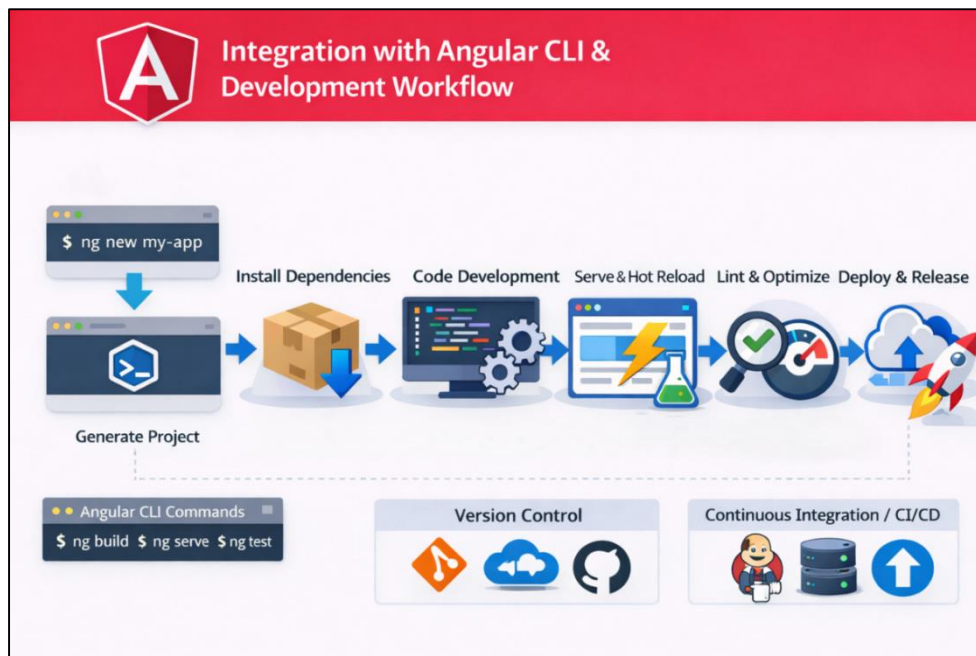 Integration with Angular CLI &
Development Workflow
$ ng new my-app
Install Dependencies
Code Development
Serve & Hot Reload
Lint & Optimize
Deploy & Release
Generate Project
Angular CLI Commands
$ ng build $ ng serve $ ng test
Version Control
Continuous Integration / CI/CD